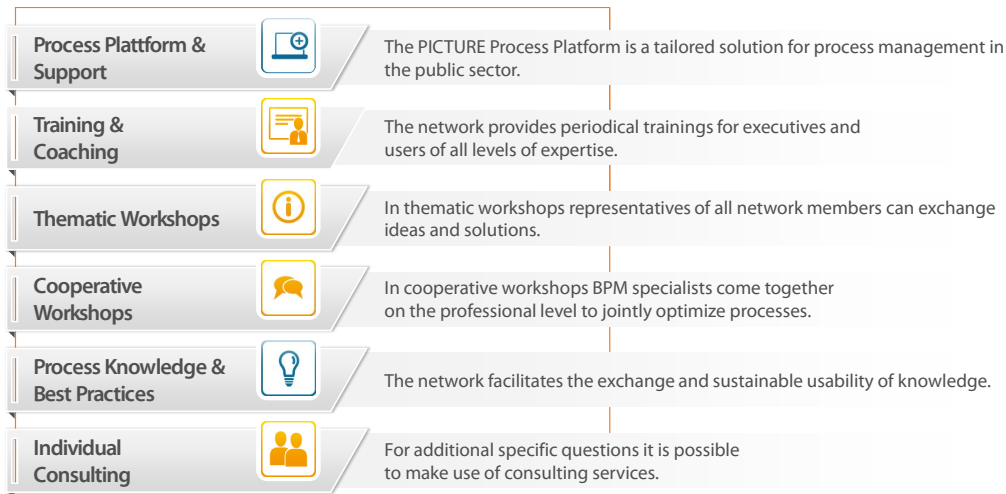 Process Plattform &
Support
The PICTURE Process Platform is a tailored solution for process management in
the public sector.
Training &
Coaching
The network provides periodical trainings for executives and
users of all levels of expertise.
Thematic Workshops
In thematic workshops representatives of all network members can exchange
ideas and solutions.
Cooperative
Workshops
In cooperative workshops BPM specialists come together
on the professional level to jointly optimize processes.
Process Knowledge &
Best Practices
The network facilitates the exchange and sustainable usability of knowledge.
Individual
Consulting
For additional specific questions it is possible
to make use of consulting services.